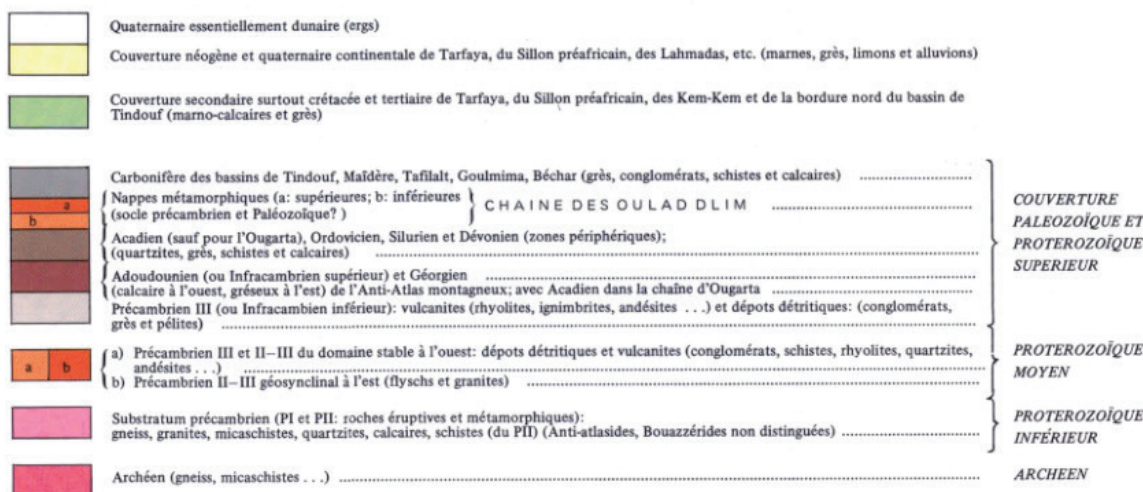 Quaternaire essentiellement dunaire (ergs)
Couverture néogène et quaternaire continentale de Tarfaya, du Sillon préafricain, des Lahmadas, etc. (marnes, grès, limons et alluvions)
Couverture secondaire surtout crétacée et tertiaire de Tarfaya, du Sillon préafricain, des Kem-Kem et de la bordure nord du bassin de
Tindouf (marno-calcaires et grès)
Carbonifère des bassins de Tindouf, Maïdère, Tafilalt, Goulmima, Béchar (grès, conglomérats, schistes et calcaires)
a
Nappes métamorphiques (a: supérieures; b: inférieures
b
(socle précambrien et Paléozoïque? )
CHAINE DES OULAD DLIM
Acadien (sauf pour l'Ougarta), Ordovicien, Silurien et Dévonien (zones périphériques);
(quartzites, grès, schistes et calcaires)
Adoudounien (ou Infracambrien supérieur) et Géorgien
(calcaire à l'ouest, gréseux à l'est) de l'Anti-Atlas montagneux; avec Acadien dans la chaîne d'Ougarta
Précambrien III (ou Infracambien inférieur): vulcanites (rhyolites, ignimbrites, andésites . . .) et dépots détritiques: (conglomérats,
grès et pélites)
COUVERTURE
PALEOZOÏQUE ET
PROTEROZOÏQUE
SUPERIEUR
a b
a) Précambrien III et II–III du domaine stable à l'ouest: dépots détritiques et vulcanites (conglomérats, schistes, rhyolites, quartzites,
andésites . . .)
b) Précambrien II–III géosynclinal à l'est (flyschs et granites)
PROTEROZOÏQUE
MOYEN
Substratum précambrien (PI et PII: roches éruptives et métamorphiques):
gneiss, granites, micaschistes, quartzites, calcaires, schistes (du PII) (Anti-atlasides, Bouazzérides non distinguées)
PROTEROZOÏQUE
INFÉRIEUR
Archéen (gneiss, micaschistes . . .)
ARCHEEN